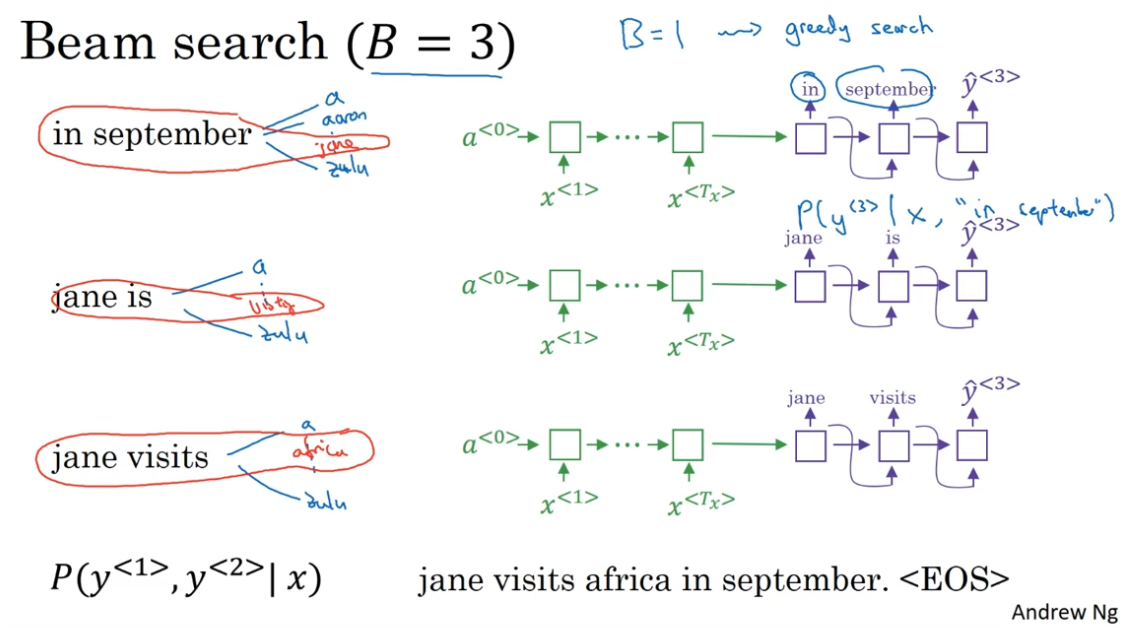 Beam search (B = 3)
B=1 ⟿ greedy search
in september
a
aaron
jane
zulu
in september ŷ<3>
a<0> ...
x<1> x<Tx>
P(y<3> | x, "in september")
jane is
a
zulu
jane is ŷ<3>
a<0> ...
x<1> x<Tx>
jane visits
a
africa
zulu
jane visits ŷ<3>
a<0> ...
x<1> x<Tx>
P(y<1>, y<2> | x)
jane visits africa in september. <EOS>
Andrew Ng